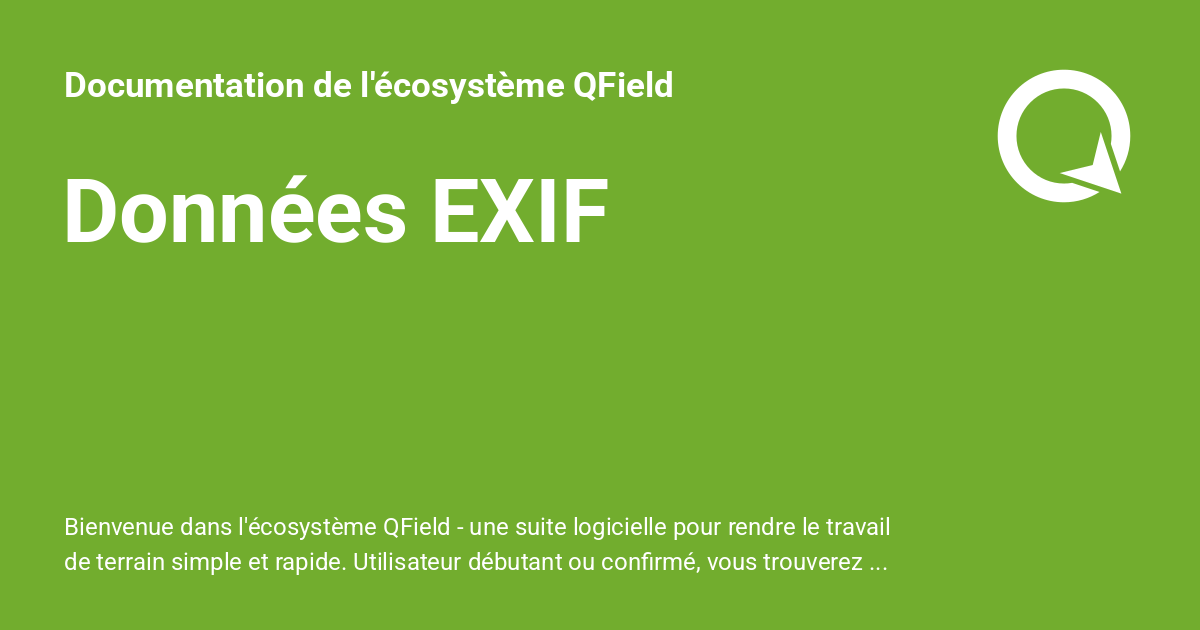 Documentation de l'écosystème QField
Données EXIF
Bienvenue dans l'écosystème QField - une suite logicielle pour rendre le travail
de terrain simple et rapide. Utilisateur débutant ou confirmé, vous trouverez ...